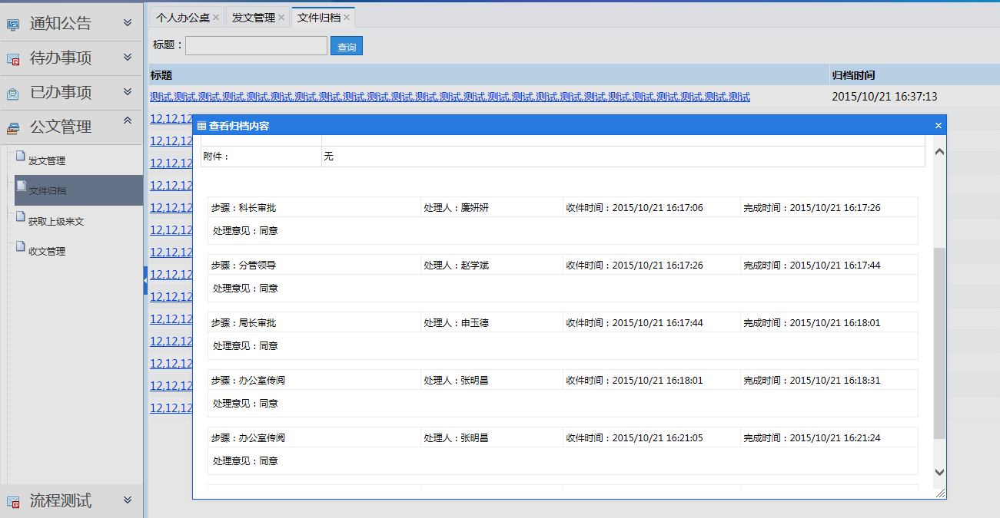 通知公告
待办事项
已办事项
公文管理
发文管理
文件归档
获取上级来文
收文管理
流程测试
个人办公桌 发文管理 文件归档
标题： 查询
标题 归档时间
测试,测试,测试,测试,测试,测试,测试,测试,测试,测试,测试,测试,测试,测试,测试,测试,测试,测试,测试,测试,测试,测试,测试,测试,测试 2015/10/21 16:37:13
12,12,12
12,12,12
12,12,12
12,12,12
12,12,12
12,12,12
12,12,12
12,12,12
12,12,12
12,12,12
12,12,12
12,12,12
12,12,12
12,12,12
查看归档内容
附件： 无
步骤：科长审批 处理人：廉妍妍 收件时间：2015/10/21 16:17:06 完成时间：2015/10/21 16:17:26
处理意见：同意
步骤：分管领导 处理人：赵学斌 收件时间：2015/10/21 16:17:26 完成时间：2015/10/21 16:17:44
处理意见：同意
步骤：局长审批 处理人：申玉德 收件时间：2015/10/21 16:17:44 完成时间：2015/10/21 16:18:01
处理意见：同意
步骤：办公室传阅 处理人：张明昌 收件时间：2015/10/21 16:18:01 完成时间：2015/10/21 16:18:31
处理意见：同意
步骤：办公室传阅 处理人：张明昌 收件时间：2015/10/21 16:21:05 完成时间：2015/10/21 16:21:24
处理意见：同意